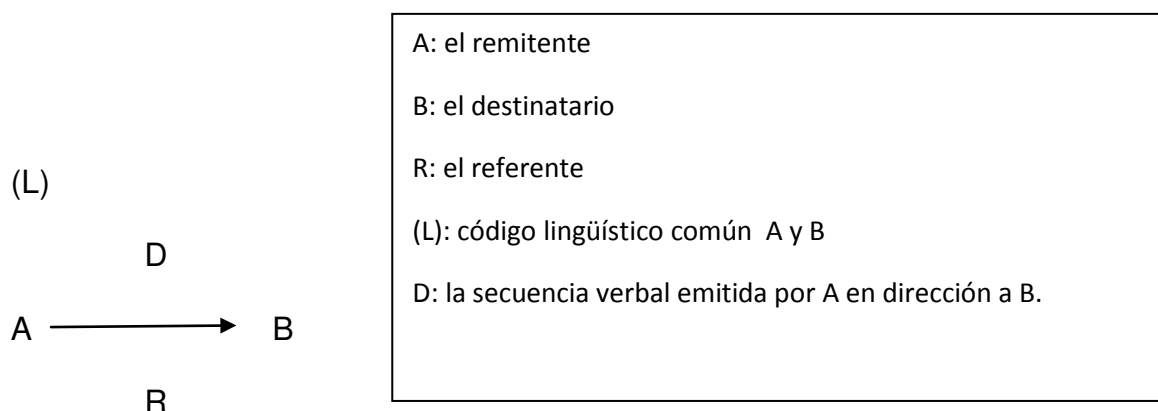 (L)
D
A
B
R
A: el remitente
B: el destinatario
R: el referente
(L): código lingüístico común A y B
D: la secuencia verbal emitida por A en dirección a B.